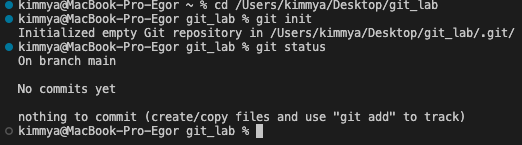 kimmya@MacBook-Pro-Egor ~ % cd /Users/kimmya/Desktop/git_lab
kimmya@MacBook-Pro-Egor git_lab % git init
Initialized empty Git repository in /Users/kimmya/Desktop/git_lab/.git/
kimmya@MacBook-Pro-Egor git_lab % git status
On branch main
No commits yet
nothing to commit (create/copy files and use "git add" to track)
kimmya@MacBook-Pro-Egor git_lab %